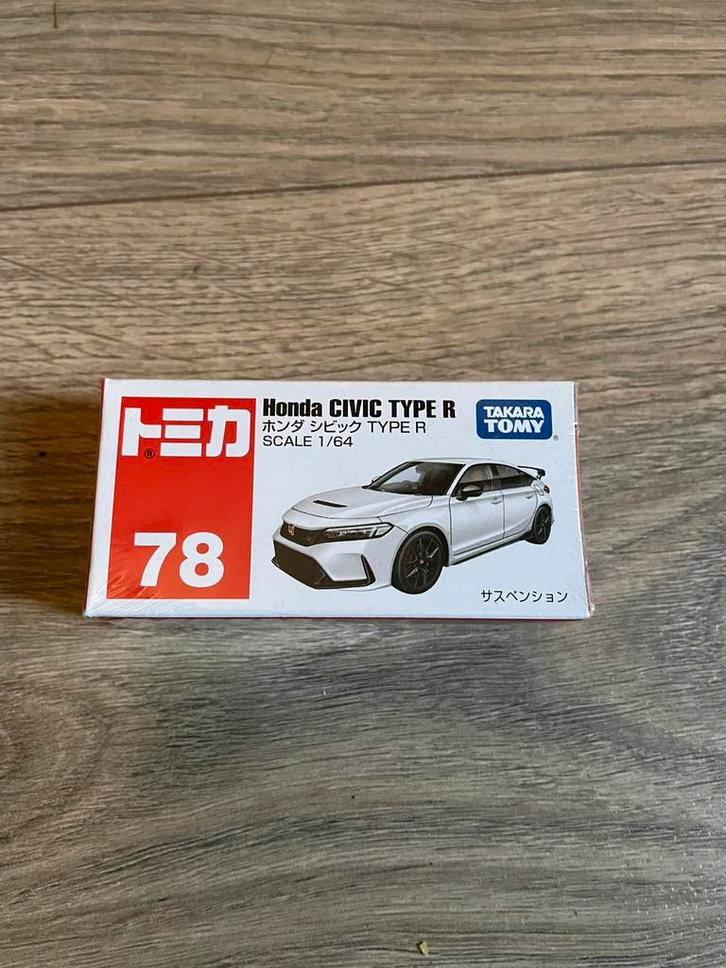 トミカ
®
78
Honda CIVIC TYPE R
ホンダ シビック TYPE R
SCALE 1/64
TAKARA
TOMY
®
サスペンション